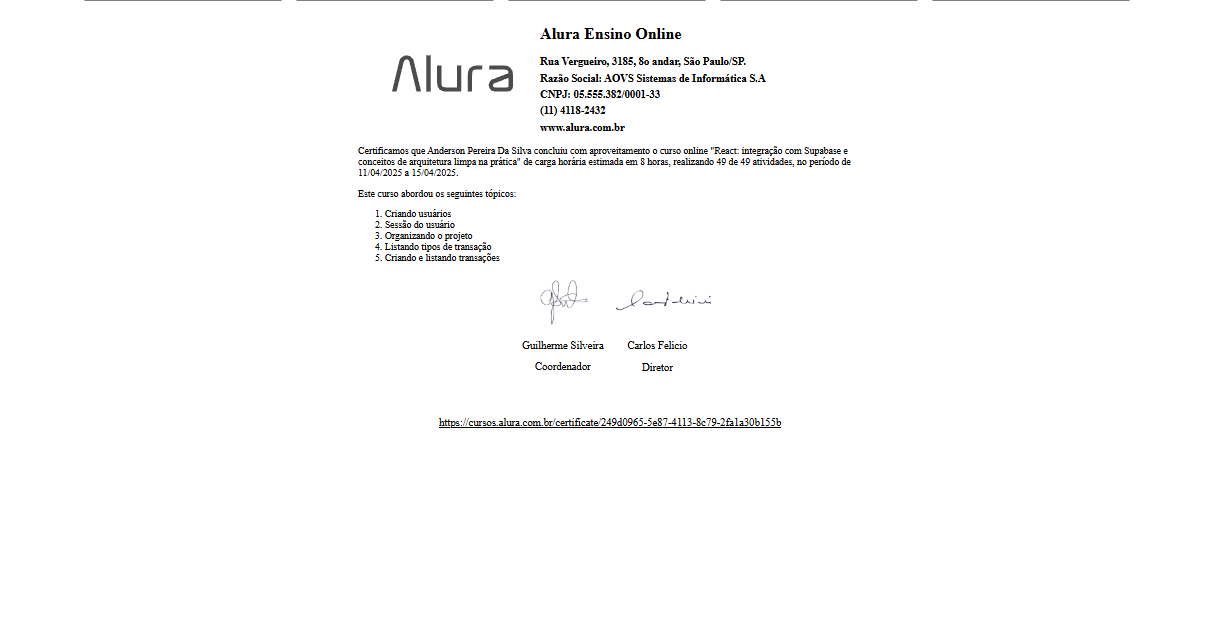 Alura Ensino Online
Alura
Rua Vergueiro, 3185, 8o andar, São Paulo/SP.
Razão Social: AOVS Sistemas de Informática S.A
CNPJ: 05.555.382/0001-33
(11) 4118-2432
www.alura.com.br
Certificamos que Anderson Pereira Da Silva concluiu com aproveitamento o curso online "React: integração com Supabase e
conceitos de arquitetura limpa na prática" de carga horária estimada em 8 horas, realizando 49 de 49 atividades, no período de
11/04/2025 a 15/04/2025.
Este curso abordou os seguintes tópicos:
1. Criando usuários
2. Sessão do usuário
3. Organizando o projeto
4. Listando tipos de transação
5. Criando e listando transações
Guilherme Silveira Carlos Felício
Coordenador Diretor
https://cursos.alura.com.br/certificate/249d0965-5e87-4113-8c79-2fa1a30b155b